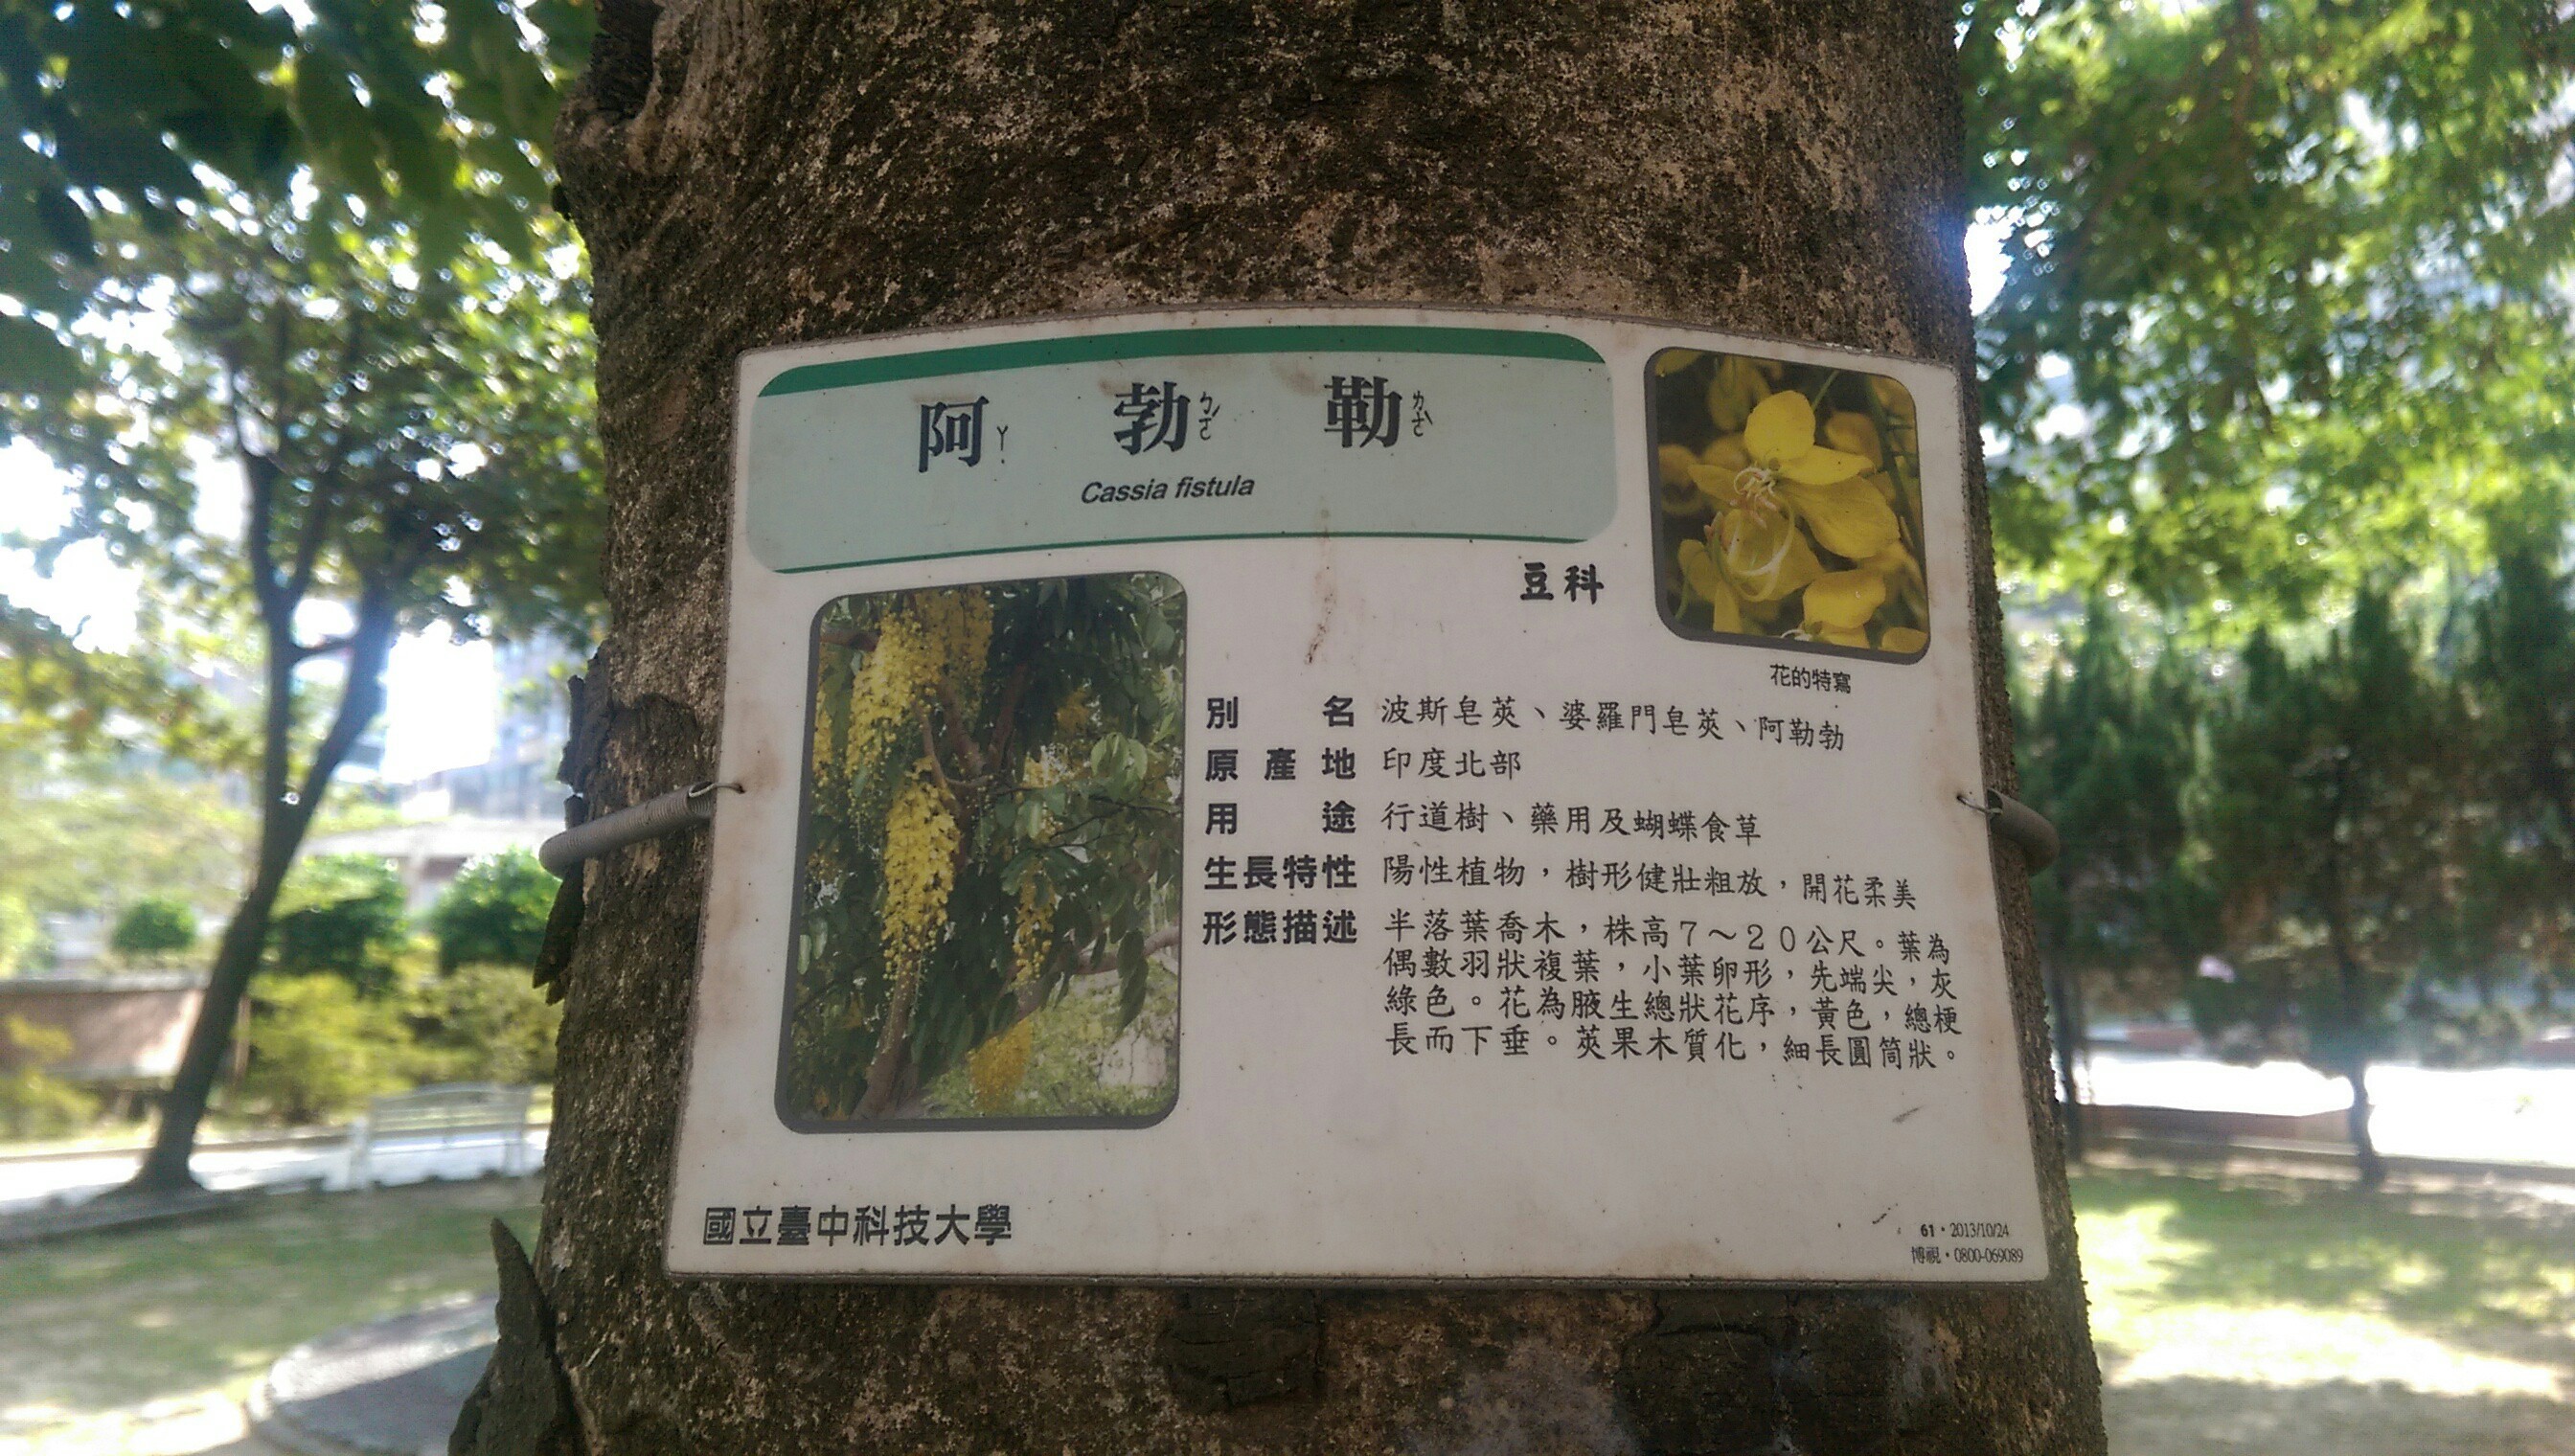 阿ㄚ 勃ㄅㄛˊ 勒ㄌㄜˋ
Cassia fistula
豆科
花的特寫
別名 波斯皂莢、婆羅門皂莢、阿勒勃
原產地 印度北部
用途 行道樹、藥用及蝴蝶食草
生長特性 陽性植物，樹形健壯粗放，開花柔美
形態描述 半落葉喬木，株高7～20公尺。葉為
偶數羽狀複葉，小葉卵形，先端尖，灰
綠色。花為腋生總狀花序，黃色，總梗
長而下垂。莢果木質化，細長圓筒狀。
國立臺中科技大學
61・2013/10/24
博視・0800-069089